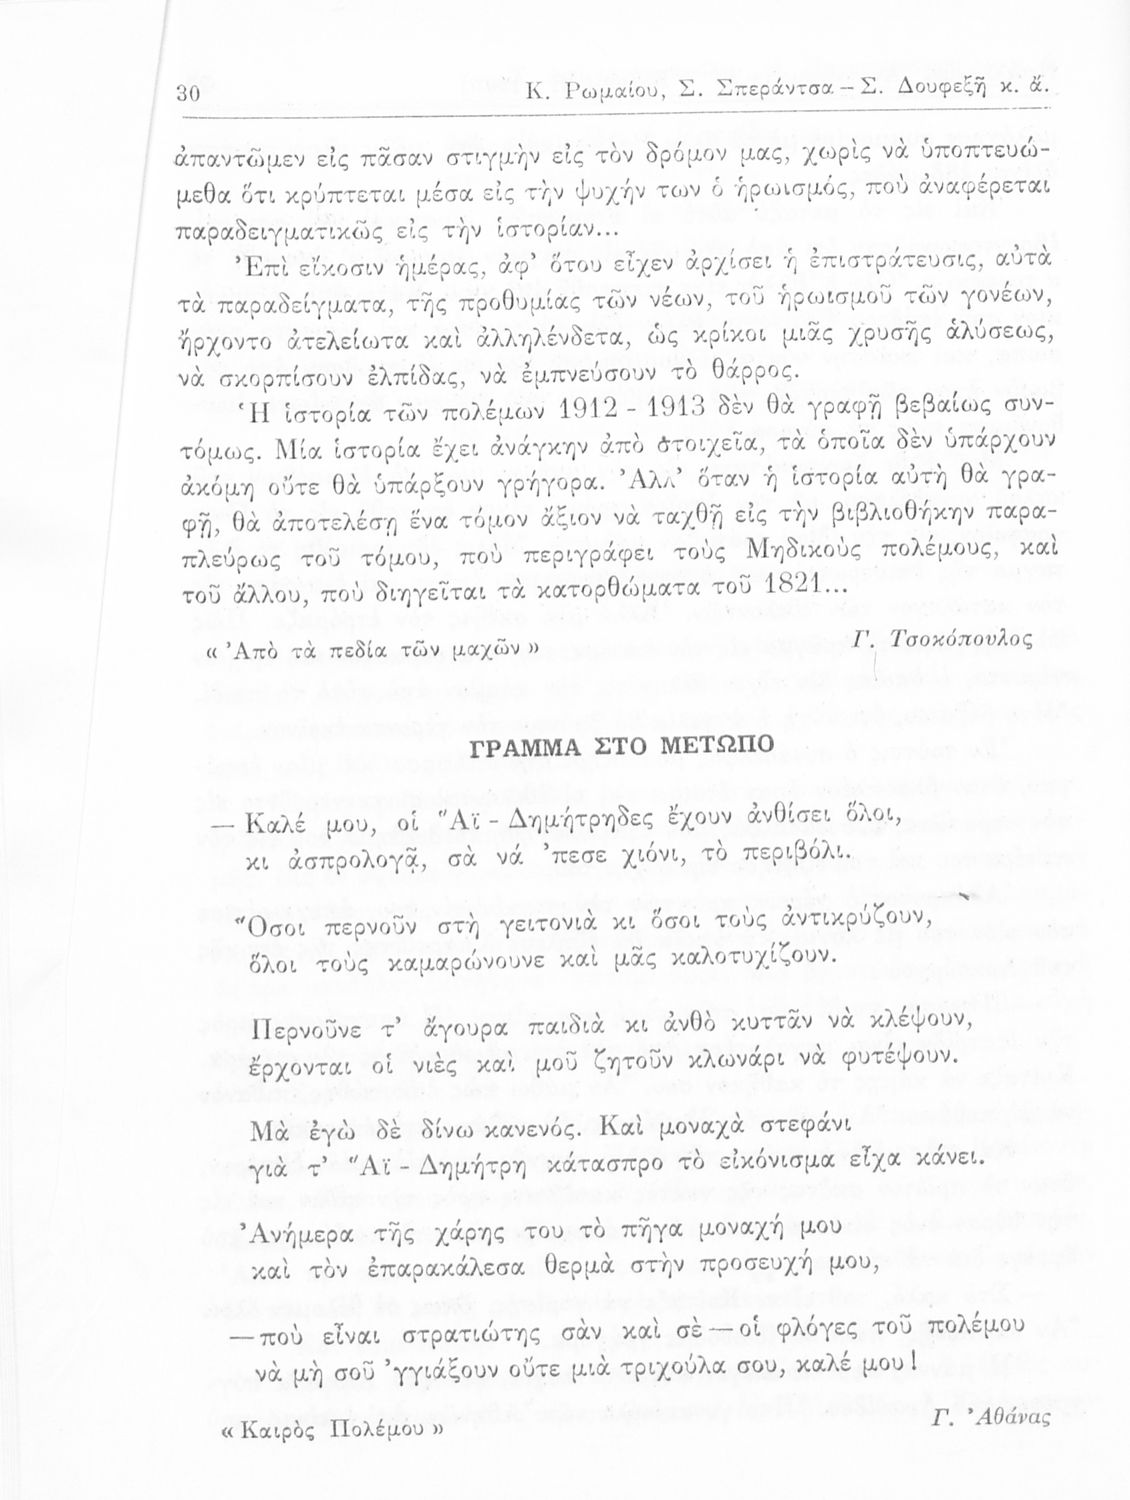 30
Κ. Ρωμαίου, Σ. Σπεράντσα – Σ. Δουφεξῆ κ. ἄ.
ἀπαντῶμεν εἰς πᾶσαν στιγμὴν εἰς τὸν δρόμον μας, χωρὶς νὰ ὑποπτευώ-
μεθα ὅτι κρύπτεται μέσα εἰς τὴν ψυχήν των ὁ ἡρωισμός, ποὺ ἀναφέρεται
παραδειγματικῶς εἰς τὴν ἱστορίαν...
Ἐπὶ εἴκοσιν ἡμέρας, ἀφ’ ὅτου εἶχεν ἀρχίσει ἡ ἐπιστράτευσις, αὐτὰ
τὰ παραδείγματα, τῆς προθυμίας τῶν νέων, τοῦ ἡρωισμοῦ τῶν γονέων,
ἤρχοντο ἀτελείωτα καὶ ἀλληλένδετα, ὡς κρίκοι μιᾶς χρυσῆς ἁλύσεως,
νὰ σκορπίσουν ἐλπίδας, νὰ ἐμπνεύσουν τὸ θάρρος.
Ἡ ἱστορία τῶν πολέμων 1912 - 1913 δὲν θὰ γραφῇ βεβαίως συν-
τόμως. Μία ἱστορία ἔχει ἀνάγκην ἀπὸ στοιχεῖα, τὰ ὁποῖα δὲν ὑπάρχουν
ἀκόμη οὔτε θὰ ὑπάρξουν γρήγορα. Ἀλλ’ ὅταν ἡ ἱστορία αὐτὴ θὰ γρα-
φῇ, θὰ ἀποτελέσῃ ἕνα τόμον ἄξιον νὰ ταχθῇ εἰς τὴν βιβλιοθήκην παρα-
πλεύρως τοῦ τόμου, ποὺ περιγράφει τοὺς Μηδικοὺς πολέμους, καὶ
τοῦ ἄλλου, ποὺ διηγεῖται τὰ κατορθώματα τοῦ 1821...
« Ἀπὸ τὰ πεδία τῶν μαχῶν »
Γ. Τσοκόπουλος
ΓΡΑΜΜΑ ΣΤΟ ΜΕΤΩΠΟ
— Καλέ μου, οἱ Ἅϊ - Δημήτρηδες ἔχουν ἀνθίσει ὅλοι,
κι ἀσπρολογᾷ, σὰ νά ’πεσε χιόνι, τὸ περιβόλι.
Ὅσοι περνοῦν στὴ γειτονιὰ κι ὅσοι τοὺς ἀντικρύζουν,
ὅλοι τοὺς καμαρώνουνε καὶ μᾶς καλοτυχίζουν.
Περνοῦνε τ’ ἄγουρα παιδιὰ κι ἀνθὸ κυττᾶν νὰ κλέψουν,
ἔρχονται οἱ νιὲς καὶ μοῦ ζητοῦν κλωνάρι νὰ φυτέψουν.
Μὰ ἐγὼ δὲ δίνω κανενός. Καὶ μοναχὰ στεφάνι
γιὰ τ’ Ἅϊ - Δημήτρη κάτασπρο τὸ εἰκόνισμα εἶχα κάνει.
Ἀνήμερα τῆς χάρης του τὸ πῆγα μοναχή μου
καὶ τὸν ἐπαρακάλεσα θερμὰ στὴν προσευχή μου,
— ποὺ εἶναι στρατιώτης σὰν καὶ σὲ — οἱ φλόγες τοῦ πολέμου
νὰ μὴ σοῦ ’γγιάξουν οὔτε μιὰ τριχούλα σου, καλέ μου!
« Καιρὸς Πολέμου »
Γ. Ἀθάνας